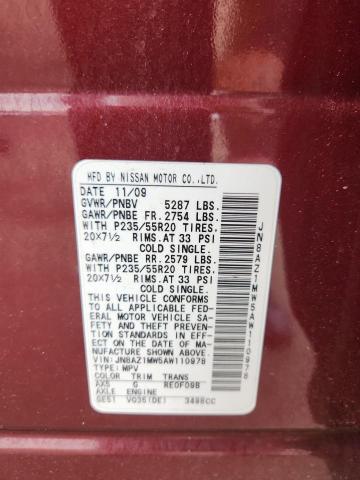 MFD BY NISSAN MOTOR CO.,LTD.
DATE 11/09
GVWR/PNBV 5287 LBS.
GAWR/PNBE FR. 2754 LBS.
WITH P235/55R20 TIRES.
20X7½ RIMS.AT 33 PSI
COLD SINGLE.
GAWR/PNBE RR. 2579 LBS.
WITH P235/55R20 TIRES.
20X7½ RIMS.AT 33 PSI
COLD SINGLE.
THIS VEHICLE CONFORMS
TO ALL APPLICABLE FED-
ERAL MOTOR VEHICLE SA-
FETY AND THEFT PREVEN-
TION STANDARDS IN EFFE-
CT ON THE DATE OF MA-
NUFACTURE SHOWN ABOVE.
VIN:JN8AZ1MW5AW110978
TYPE:MPV
COLOR TRIM TRANS
AX5 G RE0F09B
AXLE ENGINE
GE51 VQ35(DE) 3498CC
JN8AZ1MW5AW110978